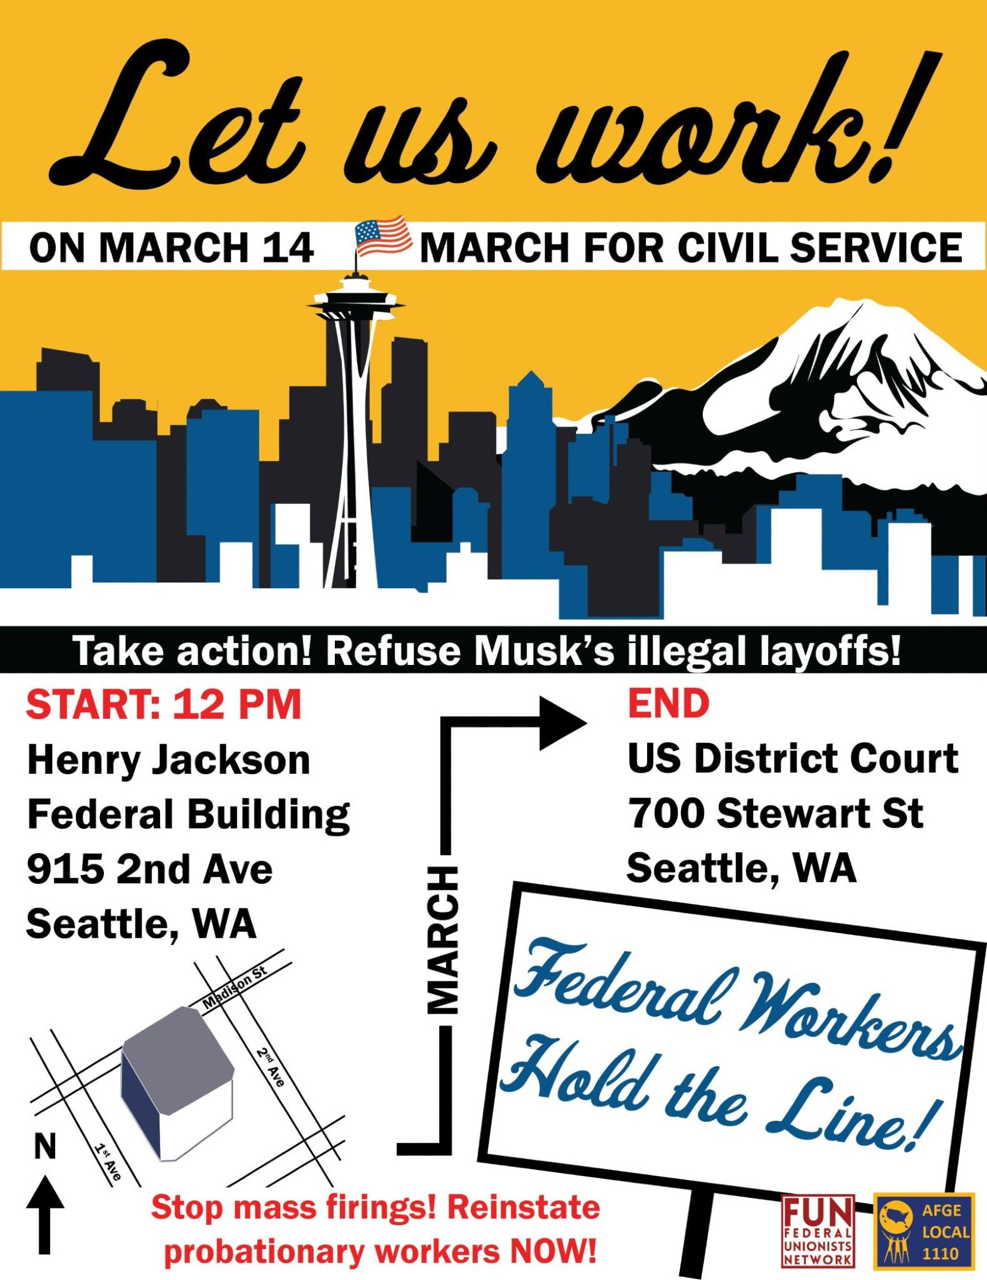 Let us work!
ON MARCH 14 MARCH FOR CIVIL SERVICE
Take action! Refuse Musk's illegal layoffs!
START: 12 PM
Henry Jackson
Federal Building
915 2nd Ave
Seattle, WA
MARCH
END
US District Court
700 Stewart St
Seattle, WA
Madison St
2nd Ave
1st Ave
N
Federal Workers
Hold the Line!
Stop mass firings! Reinstate
probationary workers NOW!
FUN
FEDERAL
UNIONISTS
NETWORK
AFGE
LOCAL
1110